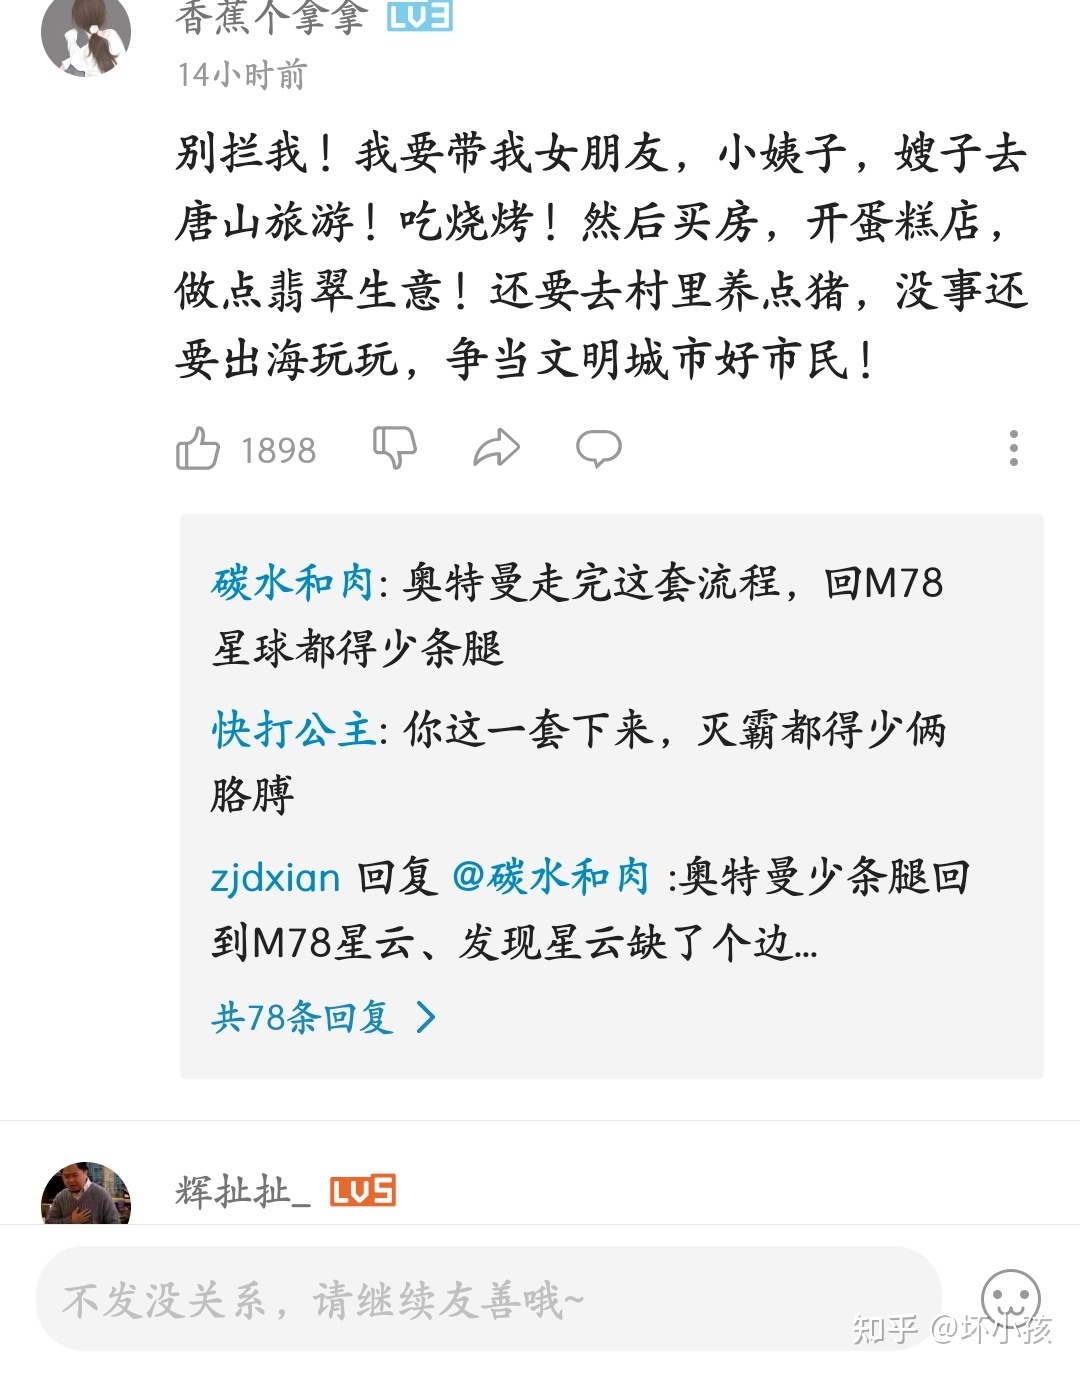 香蕉个拿拿 LV3
14小时前
别拦我！我要带我女朋友，小姨子，嫂子去
唐山旅游！吃烧烤！然后买房，开蛋糕店，
做点翡翠生意！还要去村里养点猪，没事还
要出海玩玩，争当文明城市好市民！
1898
碳水和肉: 奥特曼走完这套流程，回M78
星球都得少条腿
快打公主: 你这一套下来，灭霸都得少俩
胳膊
zjdxian 回复 @碳水和肉 :奥特曼少条腿回
到M78星云、发现星云缺了个边...
共78条回复
辉扯扯_ LV5
不发没关系，请继续友善哦~
知乎 @坏小孩